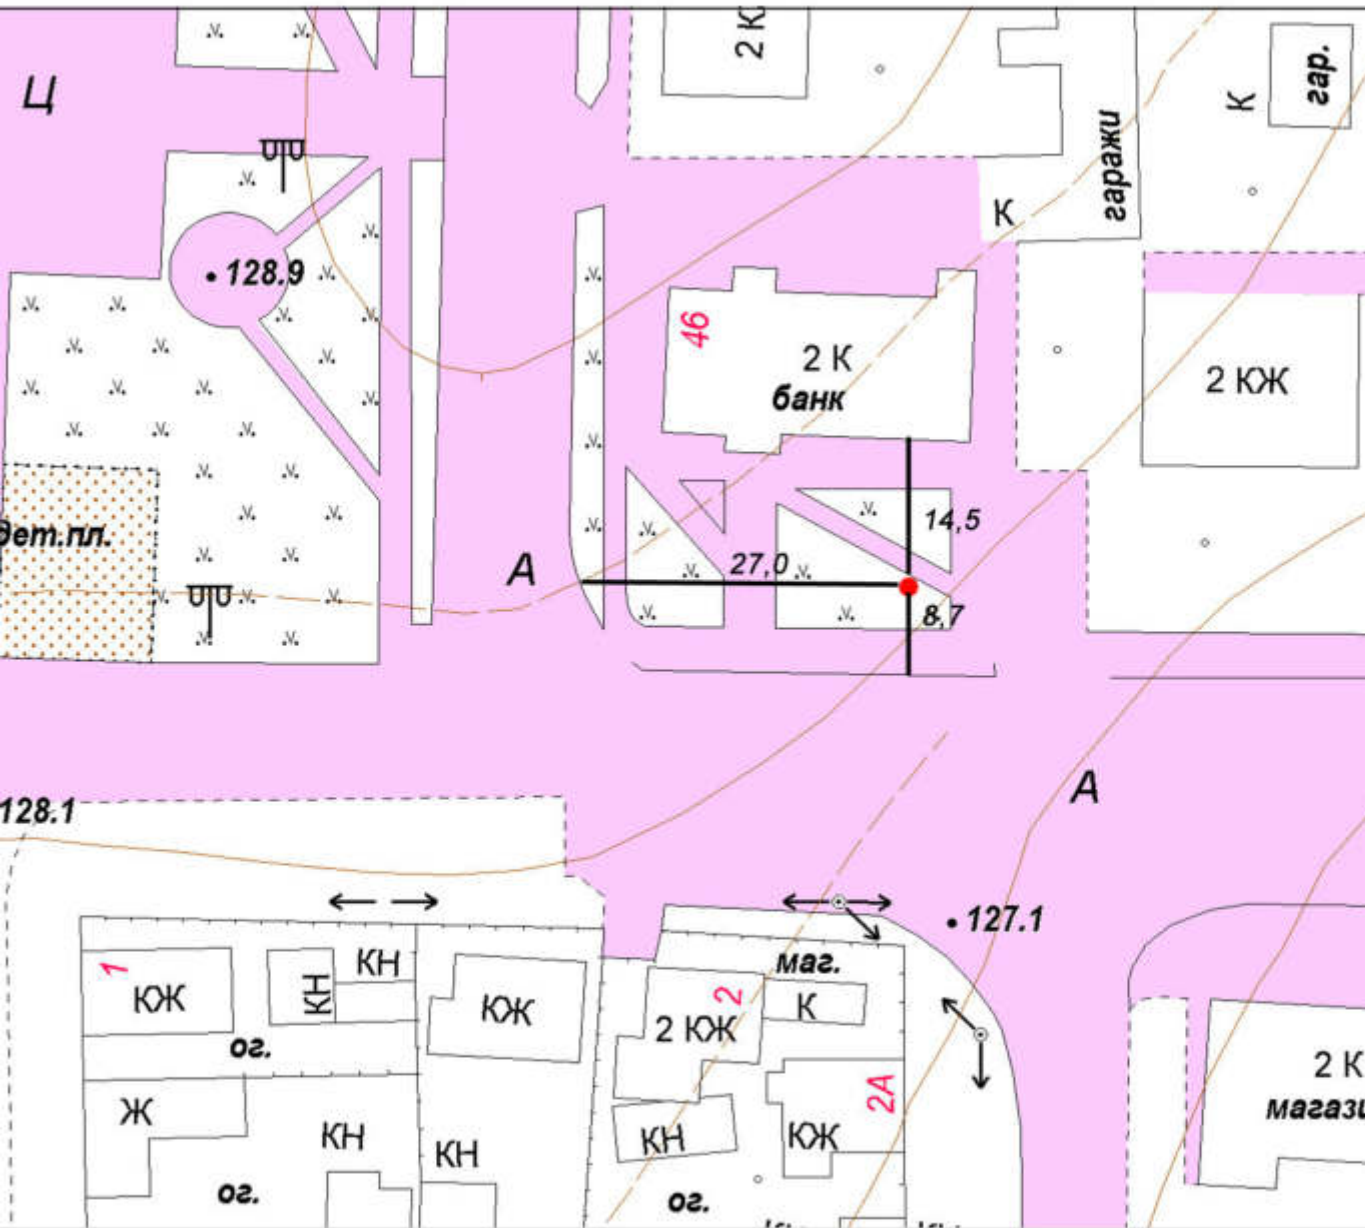 2 КЖ
гар.
Ц
К
гаражи
К
128.9
46
2 К
банк
2 КЖ
14,5
дет.пл.
27,0
А
8,7
А
128.1
127.1
маг.
КН
1
КЖ
КН
КЖ
2
К
2 КЖ
ог.
2 К
2А
Ж
КН
КН
КН
КЖ
ог.
ог.